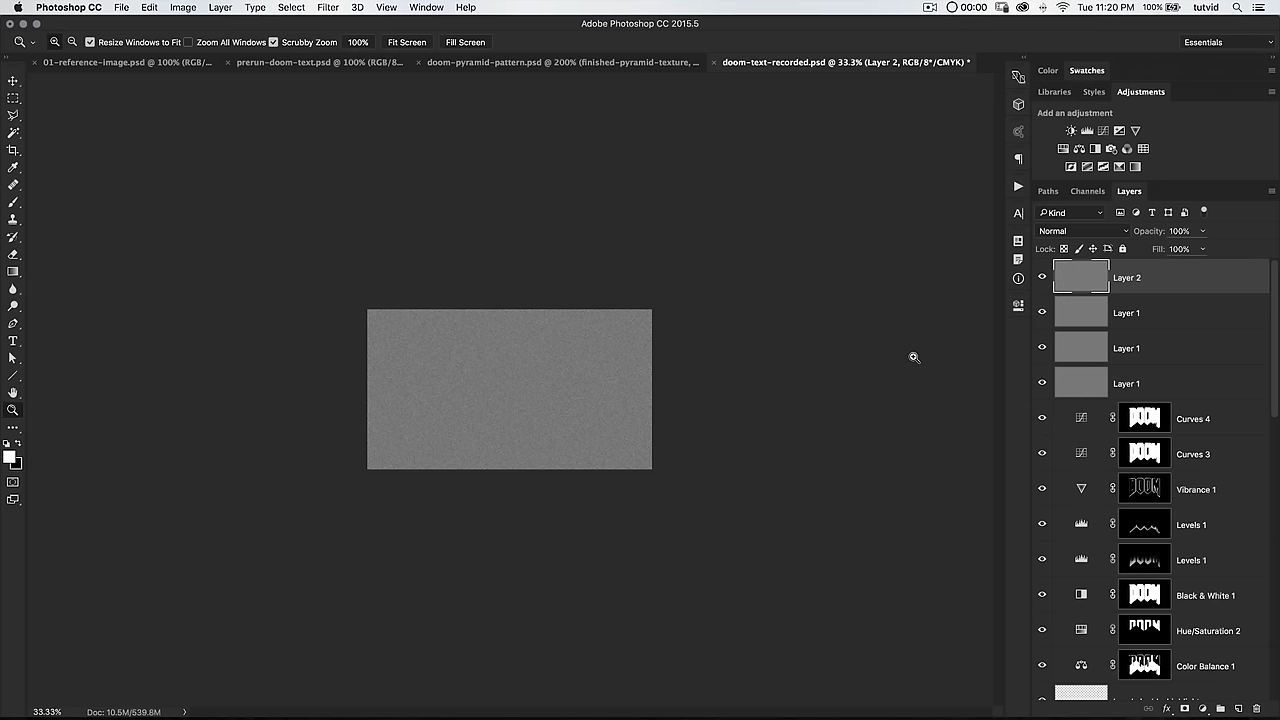 Photoshop CC File Edit Image Layer Type Select Filter 3D View Window Help 00:00 Tue 11:20 PM 100% tutvid
Adobe Photoshop CC 2015.5
Resize Windows to Fit Zoom All Windows Scrubby Zoom 100% Fit Screen Fill Screen Essentials
× 01-reference-image.psd @ 100% (RGB/... × prerun-doom-text.psd @ 100% (RGB/8... × doom-pyramid-pattern.psd @ 200% (finished-pyramid-texture, ... × doom-text-recorded.psd @ 33.3% (Layer 2, RGB/8*/CMYK) *
Color Swatches
Libraries Styles Adjustments
Add an adjustment
Paths Channels Layers
Kind
Normal Opacity: 100%
Lock: Fill: 100%
Layer 2
Layer 1
Layer 1
Layer 1
DOOM Curves 4
DOOM Curves 3
DOOM Vibrance 1
Levels 1
DOOM Levels 1
DOOM Black & White 1
Hue/Saturation 2
Color Balance 1
33.33% Doc: 10.5M/539.8M